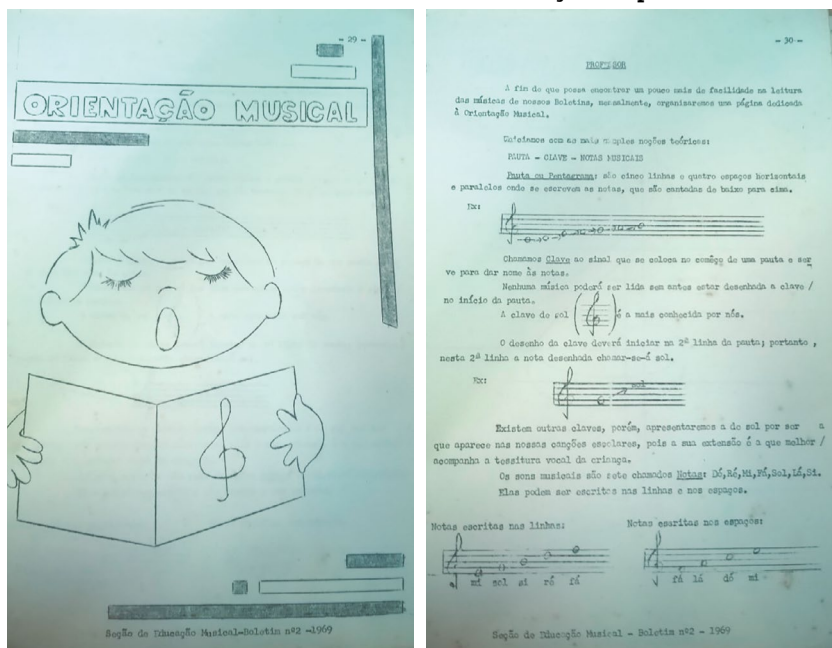 - 29 -
ORIENTAÇÃO MUSICAL
Seção de Educação Musical-Boletim nº2 -1969
- 30 -
PROFESSOR
A fim de que possa encontrar um pouco mais de facilidade na leitura
das músicas de nossos Boletins, mensalmente, organizaremos uma página dedicada
à Orientação Musical.
com as mais simples noções teóricas:
PAUTA - CLAVE - NOTAS MUSICAIS
Pauta ou Pentagrama: são cinco linhas e quatro espaços horizontais
e paralelos onde se escrevem as notas, que são cantadas de baixo para cima.
Ex:
Chamamos Clave ao sinal que se coloca no comêço de uma pauta e ser
ve para dar nome às notas.
Nenhuma música poderá ser lida sem antes estar desenhada a clave /
no início da pauta.
A clave de sol ( ) é a mais conhecida por nós.
O desenho da clave deverá iniciar na 2ª linha da pauta; portanto ,
nesta 2ª linha a nota desenhada chamar-se-á sol.
Ex:
sol
Existem outras claves, porém, apresentaremos a de sol por ser a
que aparece nas nossas canções escolares, pois a sua extensão é a que melhor /
acompanha a tessitura vocal da criança.
Os sons musicais são sete chamados Notas: Dó,Ré,Mi,Fá,Sol,Lá,Si.
Elas podem ser escritas nas linhas e nos espaços.
Notas escritas nas linhas:
mi sol si ré fá
Notas escritas nos espaços:
fá lá dó mi
Seção de Educação Musical - Boletim nº2 - 1969